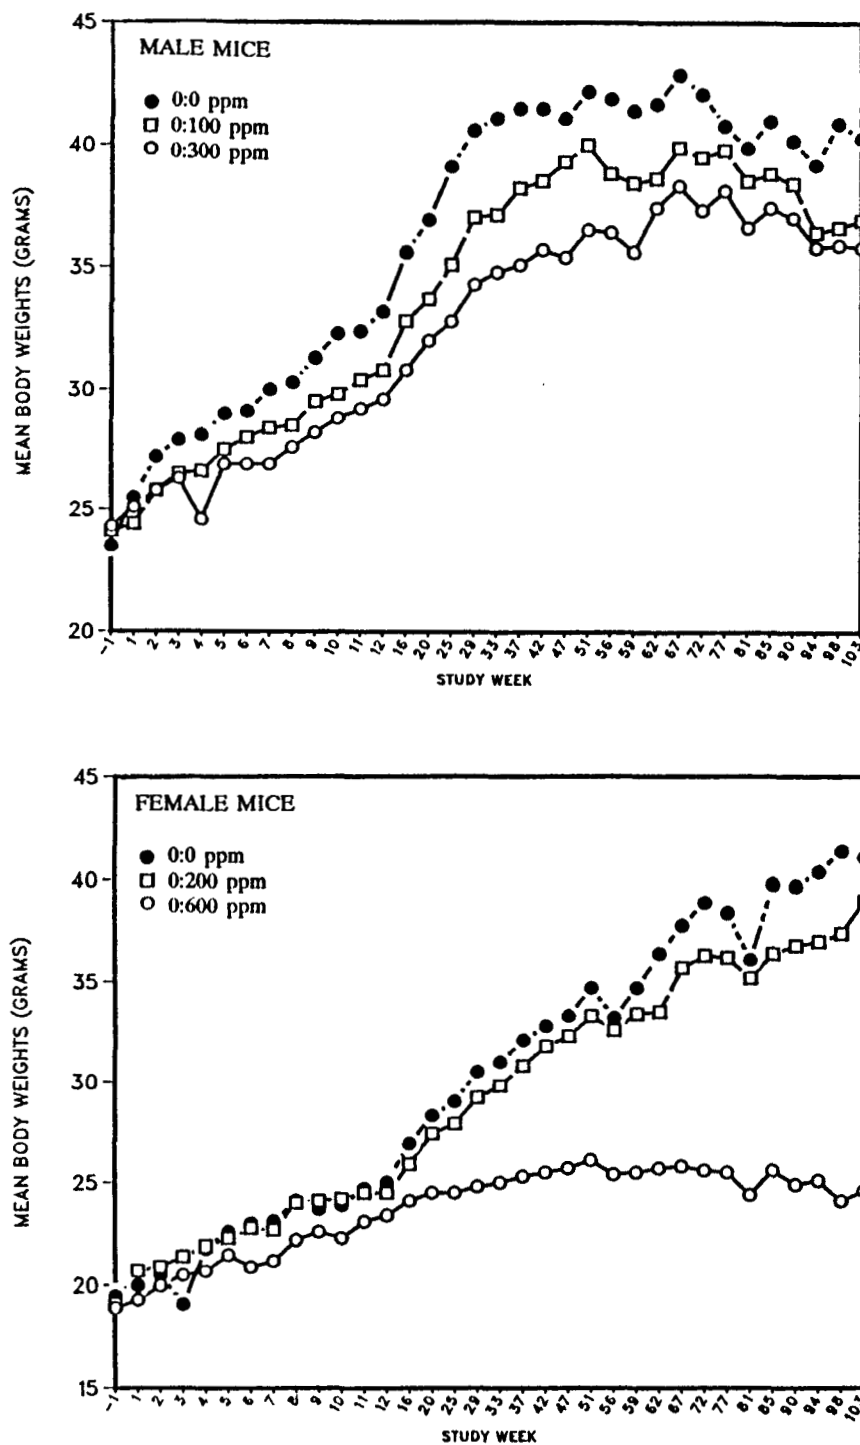 45
40
35
30
25
20
MEAN BODY WEIGHTS (GRAMS)
MALE MICE
0:0 ppm
0:100 ppm
0:300 ppm
-1 1 2 3 4 5 6 7 8 9 10 11 12 16 20 25 29 33 37 42 47 51 56 59 62 67 72 77 81 85 90 94 98 103
STUDY WEEK
45
40
35
30
25
20
15
MEAN BODY WEIGHTS (GRAMS)
FEMALE MICE
0:0 ppm
0:200 ppm
0:600 ppm
-1 1 2 3 4 5 6 7 8 9 10 11 12 16 20 25 29 33 37 42 47 51 56 59 62 67 72 77 81 85 90 94 98 103
STUDY WEEK